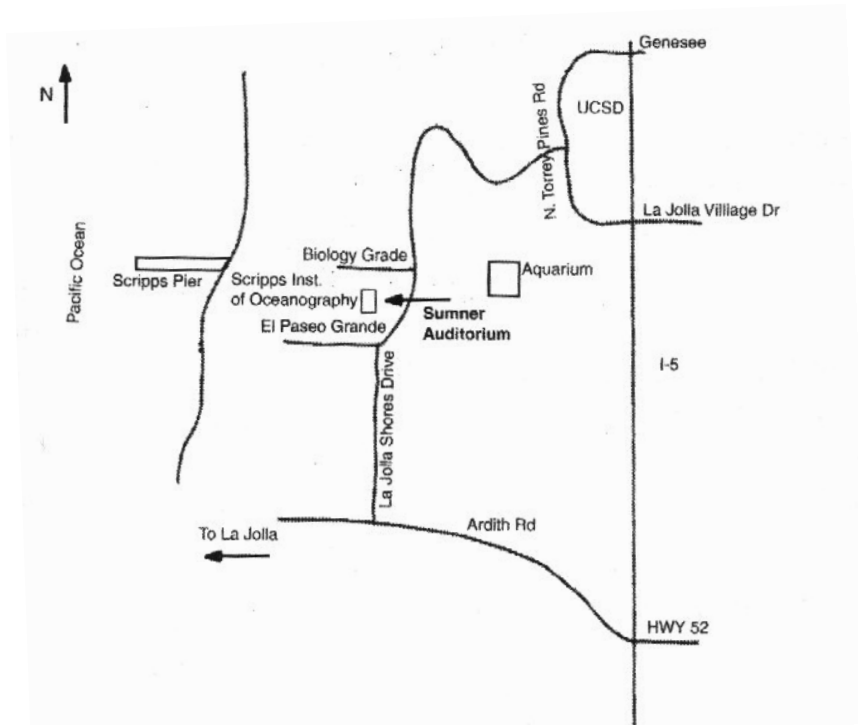 Genesee
N
UCSD
N. Torrey Pines Rd
La Jolla Villiage Dr
Pacific Ocean
Biology Grade
Aquarium
Scripps Pier
Scripps Inst.
of Oceanography
Sumner
Auditorium
El Paseo Grande
I-5
La Jolla Shores Drive
Ardith Rd
To La Jolla
HWY 52